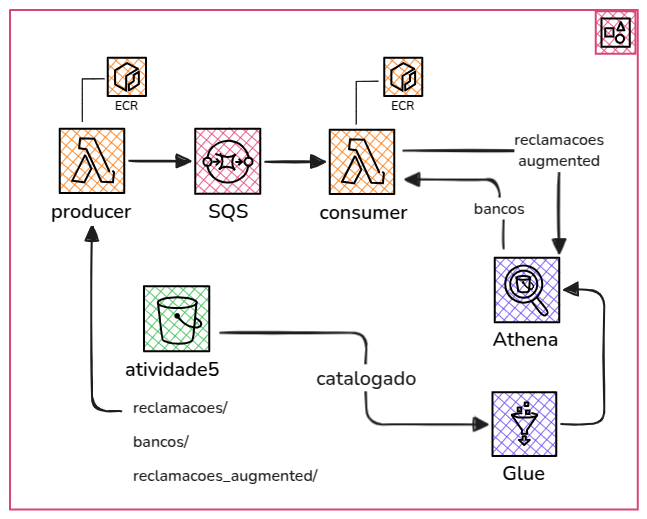 ECR
ECR
producer
SQS
consumer
reclamacoes
augmented
bancos
Athena
atividade5
catalogado
reclamacoes/
bancos/
reclamacoes_augmented/
Glue